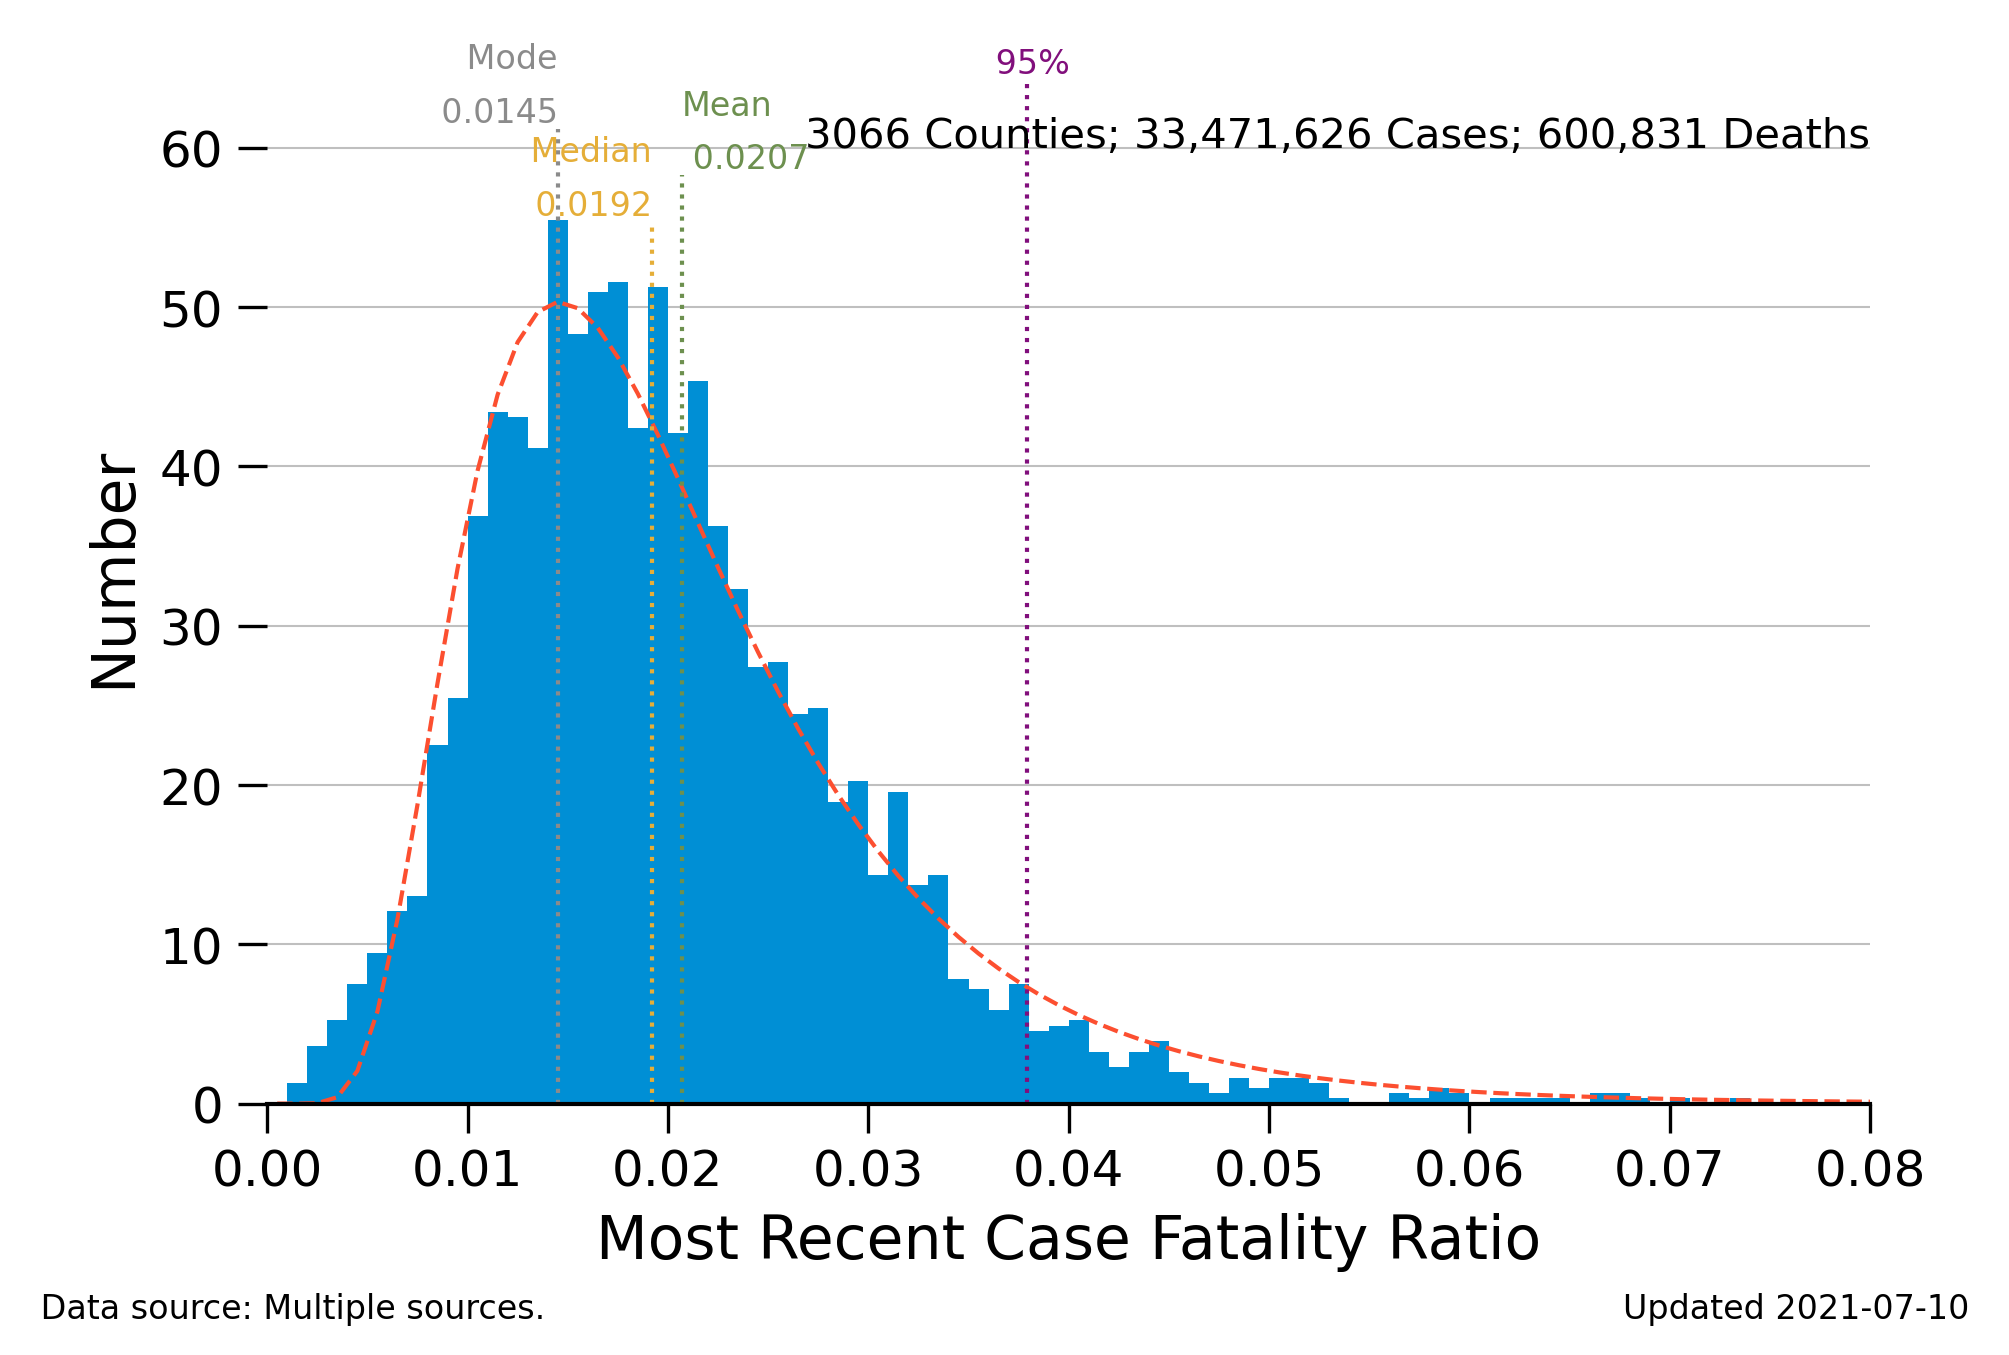 Mode
0.0145
95%
Mean
0.0207
3066 Counties; 33,471,626 Cases; 600,831 Deaths
Median
0.0192
60
50
40
30
20
10
0
Number
0.00 0.01 0.02 0.03 0.04 0.05 0.06 0.07 0.08
Most Recent Case Fatality Ratio
Data source: Multiple sources.
Updated 2021-07-10